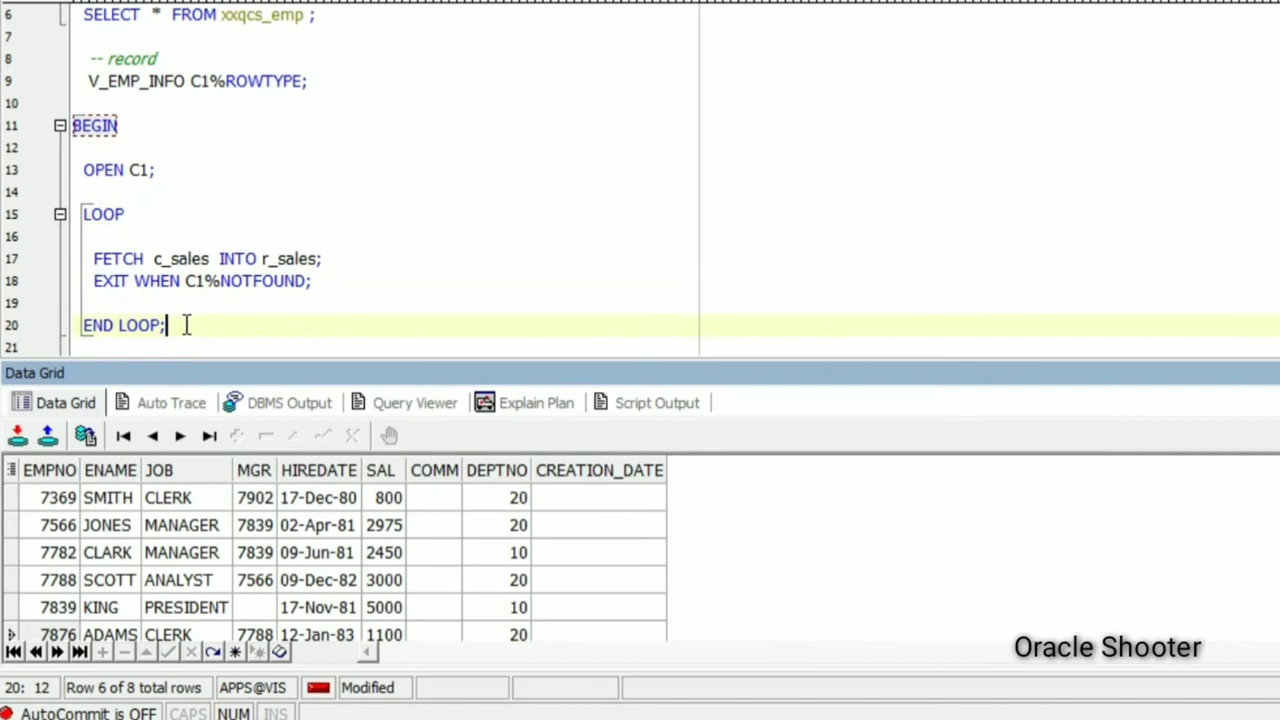 6 SELECT * FROM xxqcs_emp ;
7
8 -- record
9 V_EMP_INFO C1%ROWTYPE;
10
11 BEGIN
12
13 OPEN C1;
14
15 LOOP
16
17 FETCH c_sales INTO r_sales;
18 EXIT WHEN C1%NOTFOUND;
19
20 END LOOP;
21
Data Grid
Data Grid Auto Trace DBMS Output Query Viewer Explain Plan Script Output
EMPNO ENAME JOB MGR HIREDATE SAL COMM DEPTNO CREATION_DATE
7369 SMITH CLERK 7902 17-Dec-80 800 20
7566 JONES MANAGER 7839 02-Apr-81 2975 20
7782 CLARK MANAGER 7839 09-Jun-81 2450 10
7788 SCOTT ANALYST 7566 09-Dec-82 3000 20
7839 KING PRESIDENT 17-Nov-81 5000 10
7876 ADAMS CLERK 7788 12-Jan-83 1100 20
Oracle Shooter
20: 12 Row 6 of 8 total rows APPS@VIS Modified
AutoCommit is OFF CAPS NUM INS